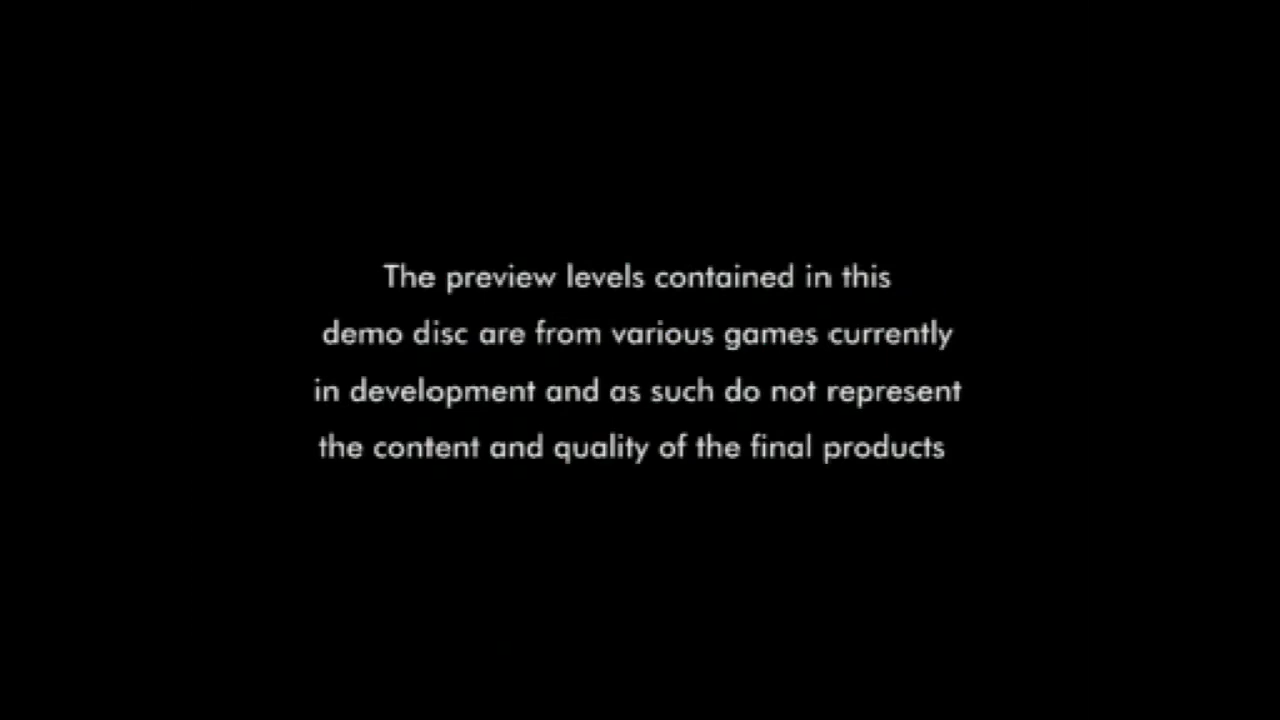 The preview levels contained in this
demo disc are from various games currently
in development and as such do not represent
the content and quality of the final products